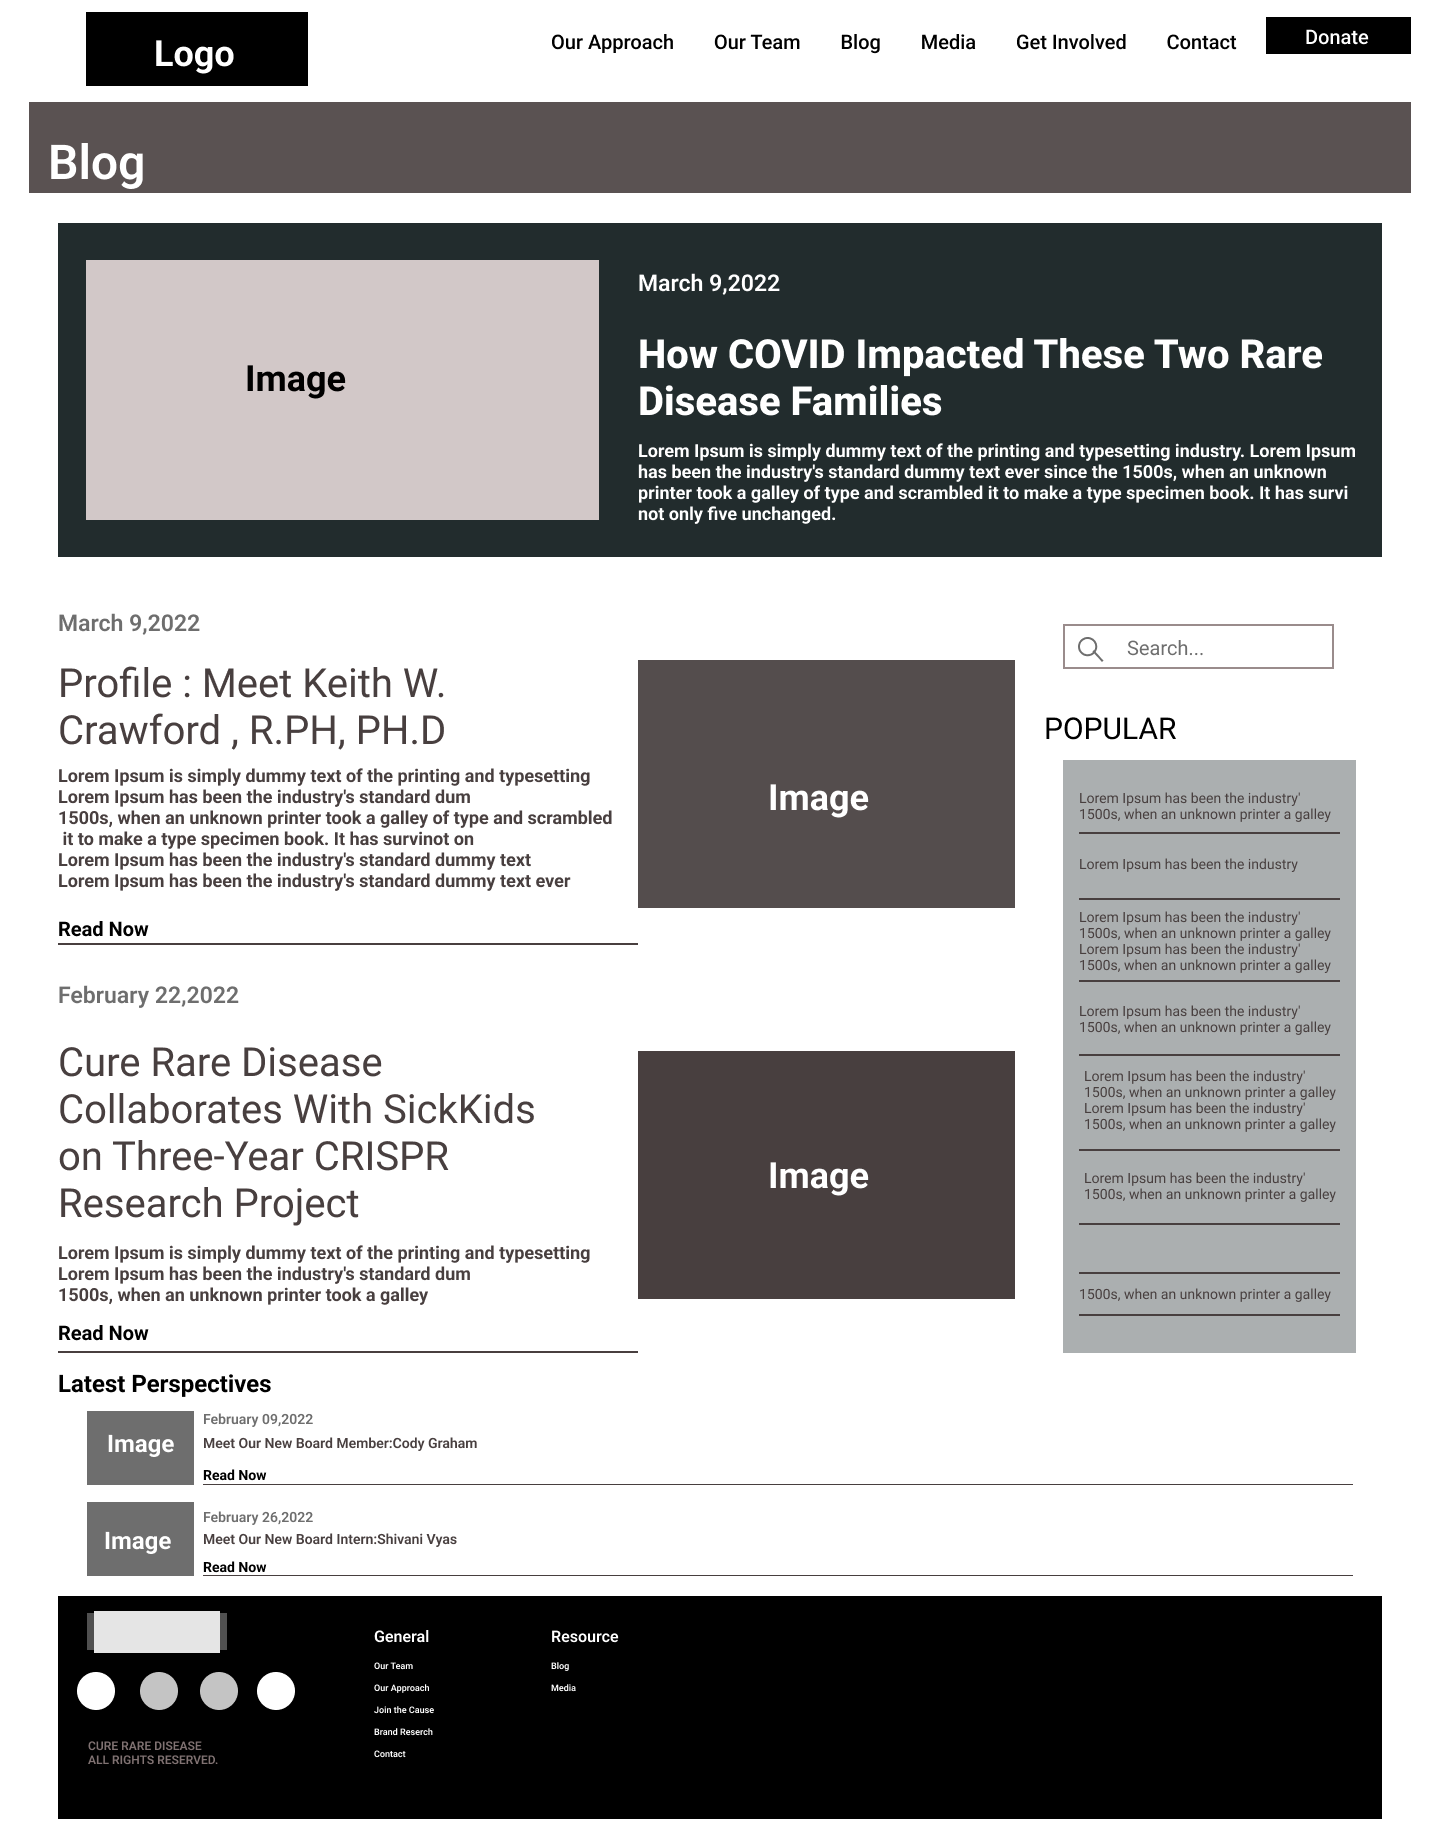 Logo
Our Approach
Our Team
Blog
Media
Get Involved
Contact
Donate
Blog
Image
March 9,2022
How COVID Impacted These Two Rare
Disease Families
Lorem Ipsum is simply dummy text of the printing and typesetting industry. Lorem Ipsum
has been the industry's standard dummy text ever since the 1500s, when an unknown
printer took a galley of type and scrambled it to make a type specimen book. It has survi
not only five unchanged.
March 9,2022
Profile : Meet Keith W.
Crawford , R.PH, PH.D
Lorem Ipsum is simply dummy text of the printing and typesetting
Lorem Ipsum has been the industry's standard dum
1500s, when an unknown printer took a galley of type and scrambled
it to make a type specimen book. It has survinot on
Lorem Ipsum has been the industry's standard dummy text
Lorem Ipsum has been the industry's standard dummy text ever
Read Now
Image
February 22,2022
Cure Rare Disease
Collaborates With SickKids
on Three-Year CRISPR
Research Project
Lorem Ipsum is simply dummy text of the printing and typesetting
Lorem Ipsum has been the industry's standard dum
1500s, when an unknown printer took a galley
Read Now
Image
Search...
POPULAR
Lorem Ipsum has been the industry'
1500s, when an unknown printer a galley
Lorem Ipsum has been the industry
Lorem Ipsum has been the industry'
1500s, when an unknown printer a galley
Lorem Ipsum has been the industry'
1500s, when an unknown printer a galley
Lorem Ipsum has been the industry'
1500s, when an unknown printer a galley
Lorem Ipsum has been the industry'
1500s, when an unknown printer a galley
Lorem Ipsum has been the industry'
1500s, when an unknown printer a galley
Lorem Ipsum has been the industry'
1500s, when an unknown printer a galley
1500s, when an unknown printer a galley
Latest Perspectives
Image
February 09,2022
Meet Our New Board Member:Cody Graham
Read Now
Image
February 26,2022
Meet Our New Board Intern:Shivani Vyas
Read Now
CURE RARE DISEASE
ALL RIGHTS RESERVED.
General
Our Team
Our Approach
Join the Cause
Brand Reserch
Contact
Resource
Blog
Media